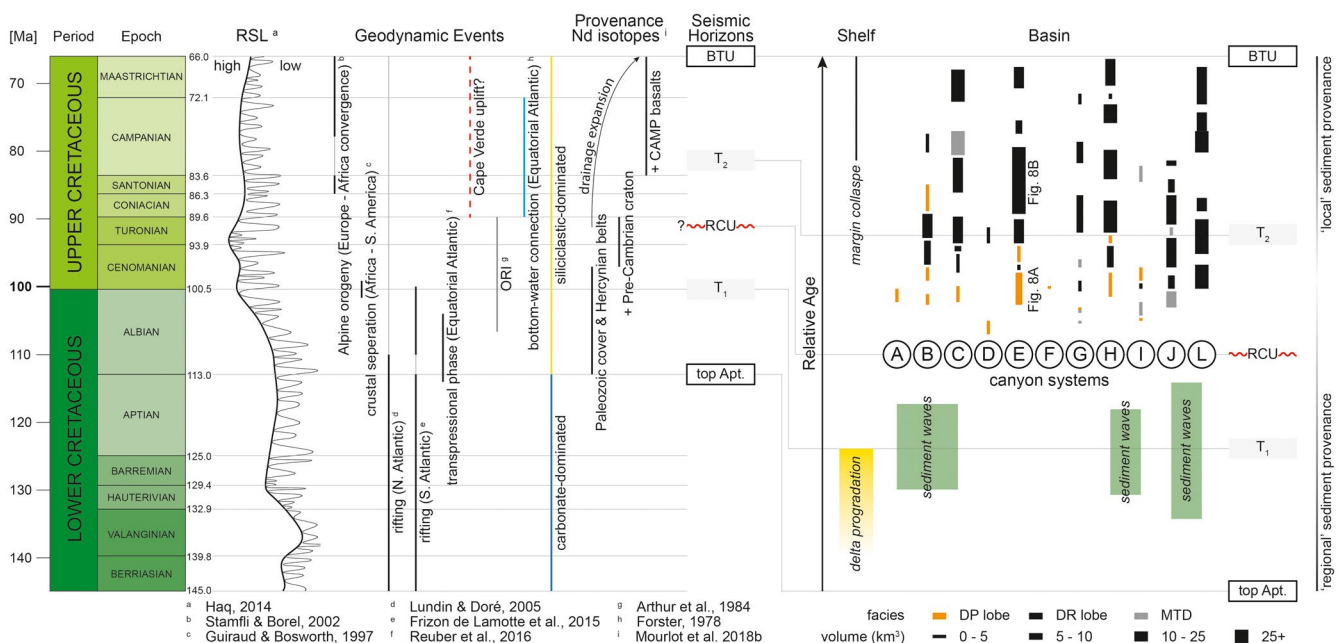 [Ma]
Period
Epoch
RSL a
Geodynamic Events
Provenance
Nd isotopes i
Seismic
Horizons
Shelf
Basin
70
80
90
100
110
120
130
140
UPPER CRETACEOUS
LOWER CRETACEOUS
MAASTRICHTIAN
CAMPANIAN
SANTONIAN
CONIACIAN
TURONIAN
CENOMANIAN
ALBIAN
APTIAN
BARREMIAN
HAUTERIVIAN
VALANGINIAN
BERRIASIAN
66.0
72.1
83.6
86.3
89.6
93.9
100.5
113.0
125.0
129.4
132.9
139.8
145.0
high
low
Alpine orogeny (Europe - Africa convergence) b
crustal seperation (Africa - S. America) c
rifting (N. Atlantic) d
rifting (S. Atlantic) e
transpressional phase (Equatorial Atlantic) f
Cape Verde uplift?
ORI g
bottom-water connection (Equatorial Atlantic) h
siliciclastic-dominated
carbonate-dominated
drainage expansion
Paleozoic cover & Hercynian belts
+ Pre-Cambrian craton
+ CAMP basalts
BTU
T2
? RCU
T1
top Apt.
Relative Age
margin collaspe
delta progradation
Fig. 8B
Fig. 8A
A B C D E F G H I J L
canyon systems
sediment waves
sediment waves
sediment waves
BTU
T2
RCU
T1
top Apt.
'local' sediment provenance
'regional' sediment provenance
a Haq, 2014
b Stamfli & Borel, 2002
c Guiraud & Bosworth, 1997
d Lundin & Doré, 2005
e Frizon de Lamotte et al., 2015
f Reuber et al., 2016
g Arthur et al., 1984
h Forster, 1978
i Mourlot et al. 2018b
facies DP lobe DR lobe MTD
volume (km³) 0 - 5 5 - 10 10 - 25 25+